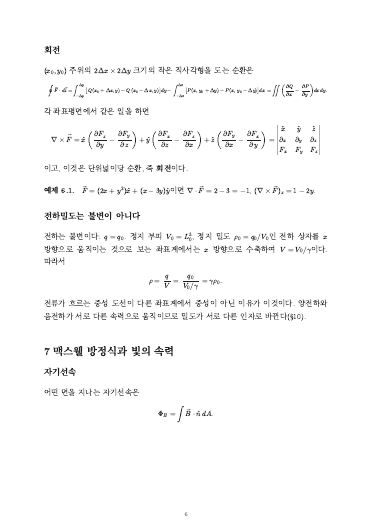 회전
(x₀, y₀) 주위의 2Δx × 2Δy 크기의 작은 직사각형을 도는 순환은
∮ F⃗ · dl⃗ = ∫_{-Δy}^{Δy} [Q(x₀ + Δx, y) − Q(x₀ − Δx, y)] dy − ∫_{-Δx}^{Δx} [P(x, y₀ + Δy) − P(x, y₀ − Δy)] dx = ∬ (∂Q/∂x − ∂P/∂y) dx dy.
각 좌표평면에서 같은 일을 하면
∇ × F⃗ = x̂ (∂F_z/∂y − ∂F_y/∂z) + ŷ (∂F_x/∂z − ∂F_z/∂x) + ẑ (∂F_y/∂x − ∂F_x/∂y) = | x̂ ŷ ẑ ; ∂x ∂y ∂z ; F_x F_y F_z |
이고, 이것은 단위넓이당 순환, 즉 회전이다.
예제 6.1. F⃗ = (2x + y²)x̂ + (x − 3y)ŷ이면 ∇ · F⃗ = 2 − 3 = −1, (∇ × F⃗)_z = 1 − 2y.
전하밀도는 불변이 아니다
전하는 불변이다: q = q₀. 정지 부피 V₀ = L₀³, 정지 밀도 ρ₀ = q₀/V₀인 전하 상자를 x
방향으로 움직이는 것으로 보는 좌표계에서는 x 방향으로 수축하여 V = V₀/γ이다.
따라서
ρ = q/V = q₀/(V₀/γ) = γρ₀.
전류가 흐르는 중성 도선이 다른 좌표계에서 중성이 아닌 이유가 이것이다. 양전하와
음전하가 서로 다른 속력으로 움직이므로 밀도가 서로 다른 인자로 바뀐다(§10).
7 맥스웰 방정식과 빛의 속력
자기선속
어떤 면을 지나는 자기선속은
Φ_B = ∫ B⃗ · n̂ dA.